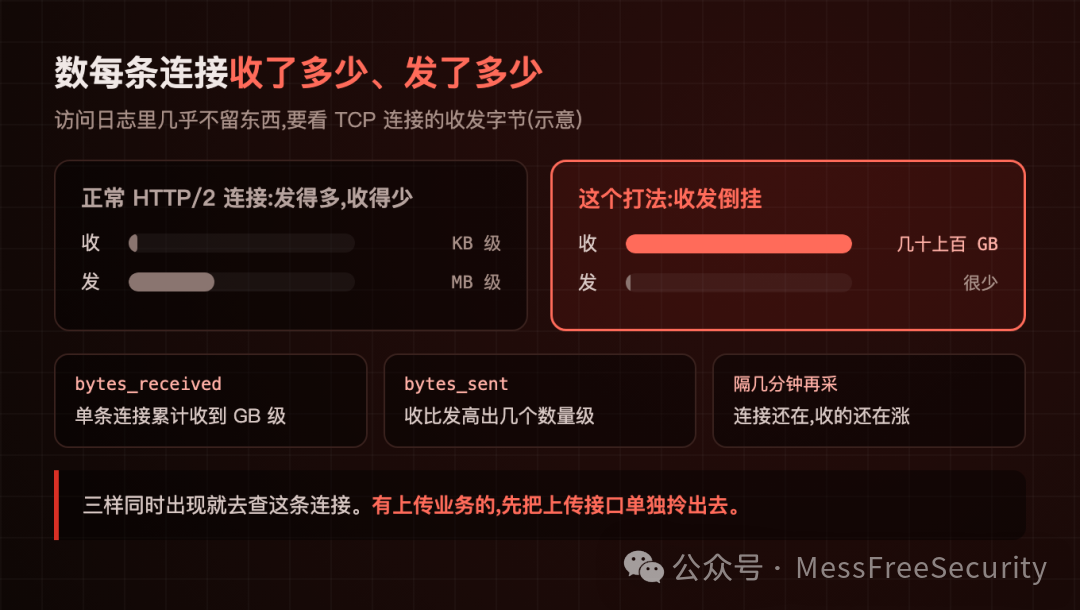 数每条连接收了多少、发了多少
访问日志里几乎不留东西,要看 TCP 连接的收发字节(示意)
正常 HTTP/2 连接:发得多,收得少
收 KB 级
发 MB 级
这个打法:收发倒挂
收 几十上百 GB
发 很少
bytes_received
单条连接累计收到 GB 级
bytes_sent
收比发高出几个数量级
隔几分钟再采
连接还在,收的还在涨
三样同时出现就去查这条连接。有上传业务的,先把上传接口单独拎出去。
公众号 · MessFreeSecurity